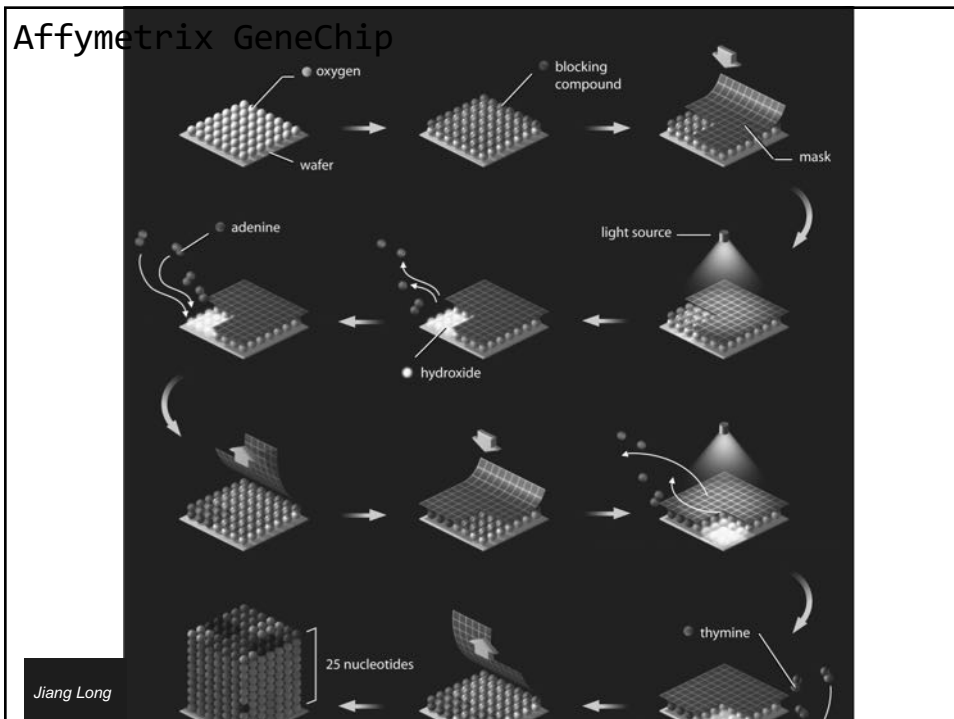 Affymetrix GeneChip
oxygen
blocking
compound
wafer
mask
adenine
light source
hydroxide
thymine
25 nucleotides
Jiang Long